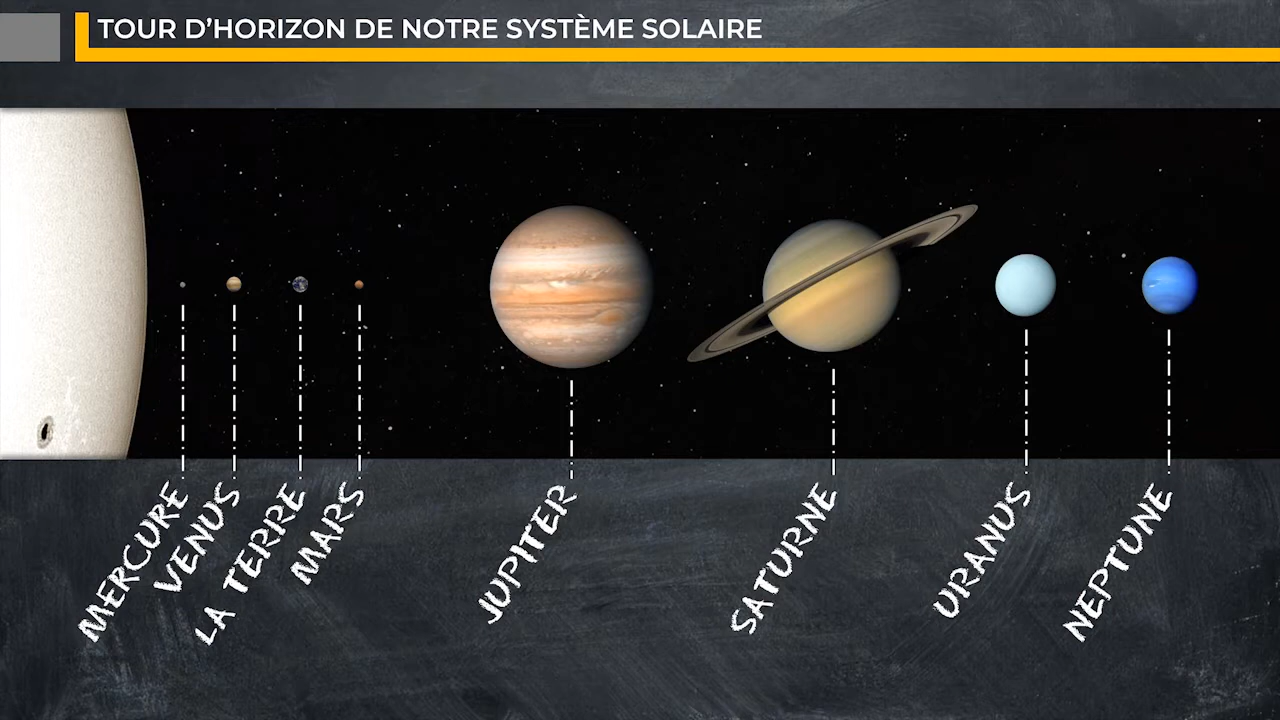 TOUR D’HORIZON DE NOTRE SYSTÈME SOLAIRE
MERCURE
VENUS
LA TERRE
MARS
JUPITER
SATURNE
URANUS
NEPTUNE